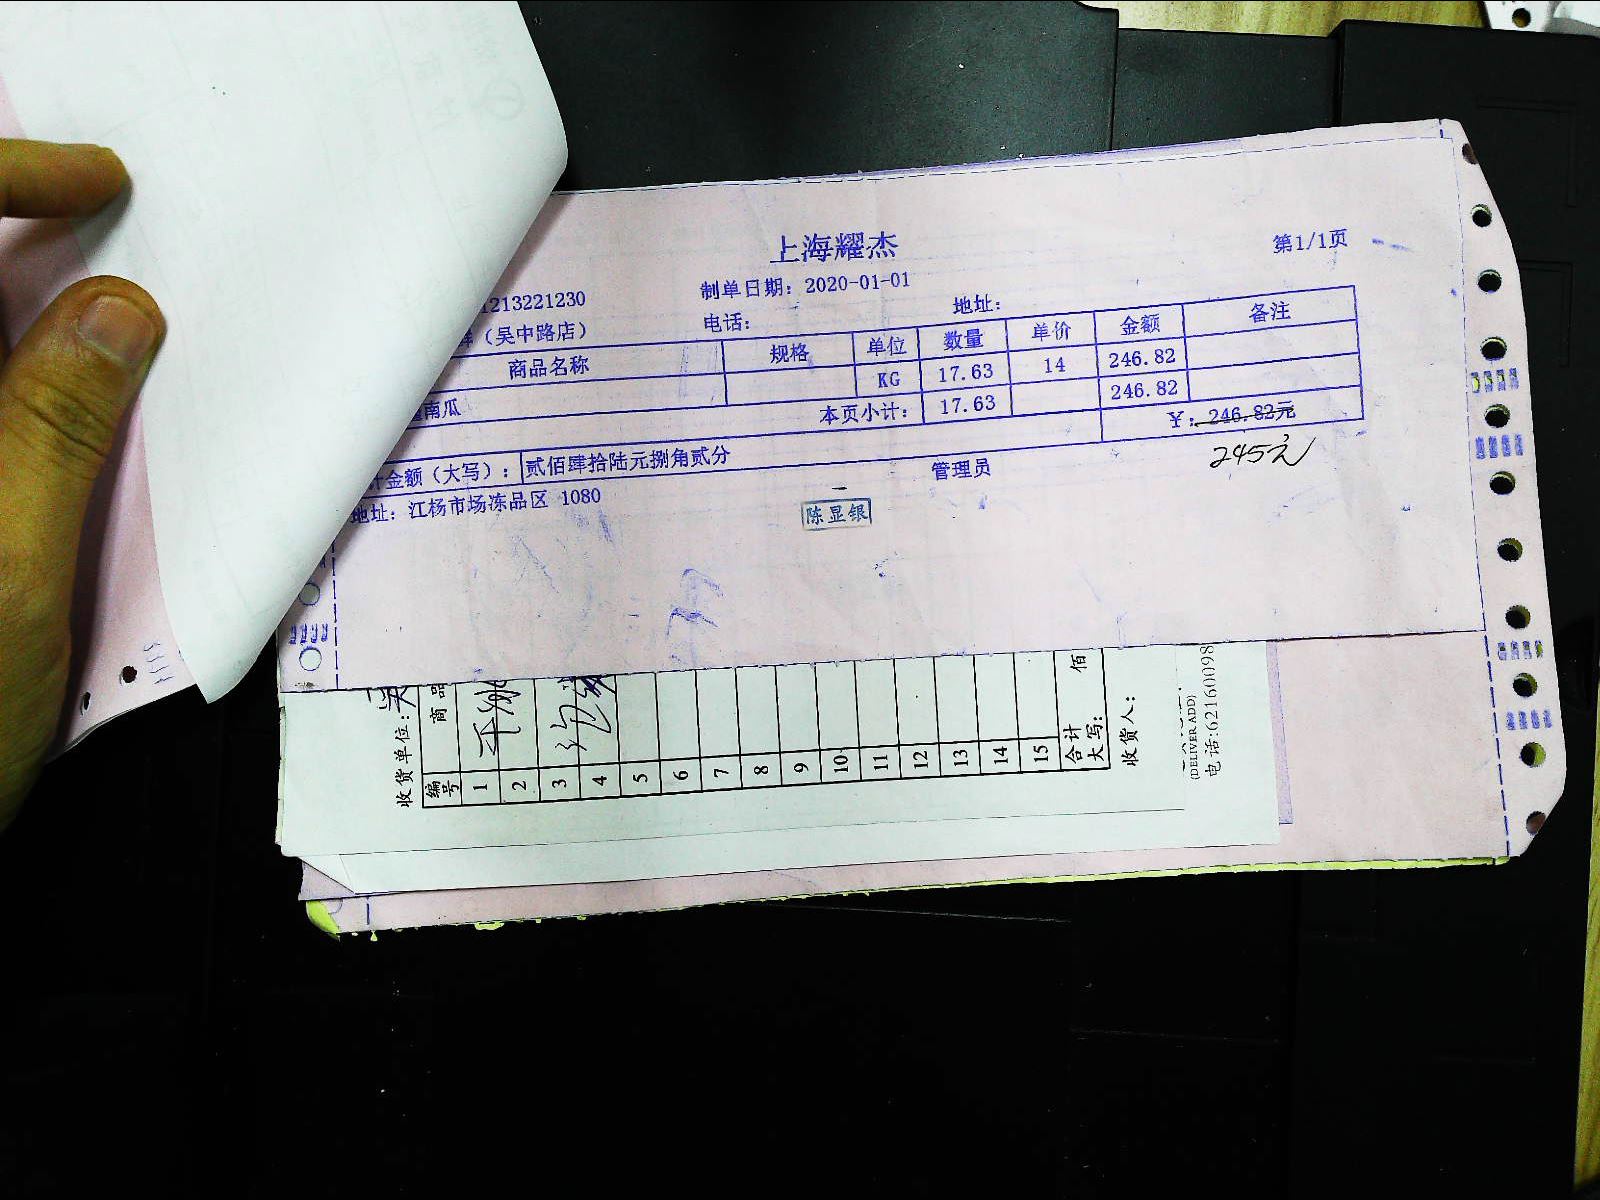 上海耀杰
第1/1页
1213221230
制单日期：2020-01-01
（吴中路店）
电话：
地址：
商品名称 规格 单位 数量 单价 金额 备注
南瓜 KG 17.63 14 246.82
本页小计： 17.63 246.82
金额（大写）： 贰佰肆拾陆元捌角贰分 ￥：246.82元
245元
地址：江杨市场冻品区 1080
管理员
陈显银
收货单位：
编号 商品
1
2
3
4
5
6
7
8
9
10
11
12
13
14
15
合计大写： 佰
收货人：
(DELIVER ADD)
电话:62160098